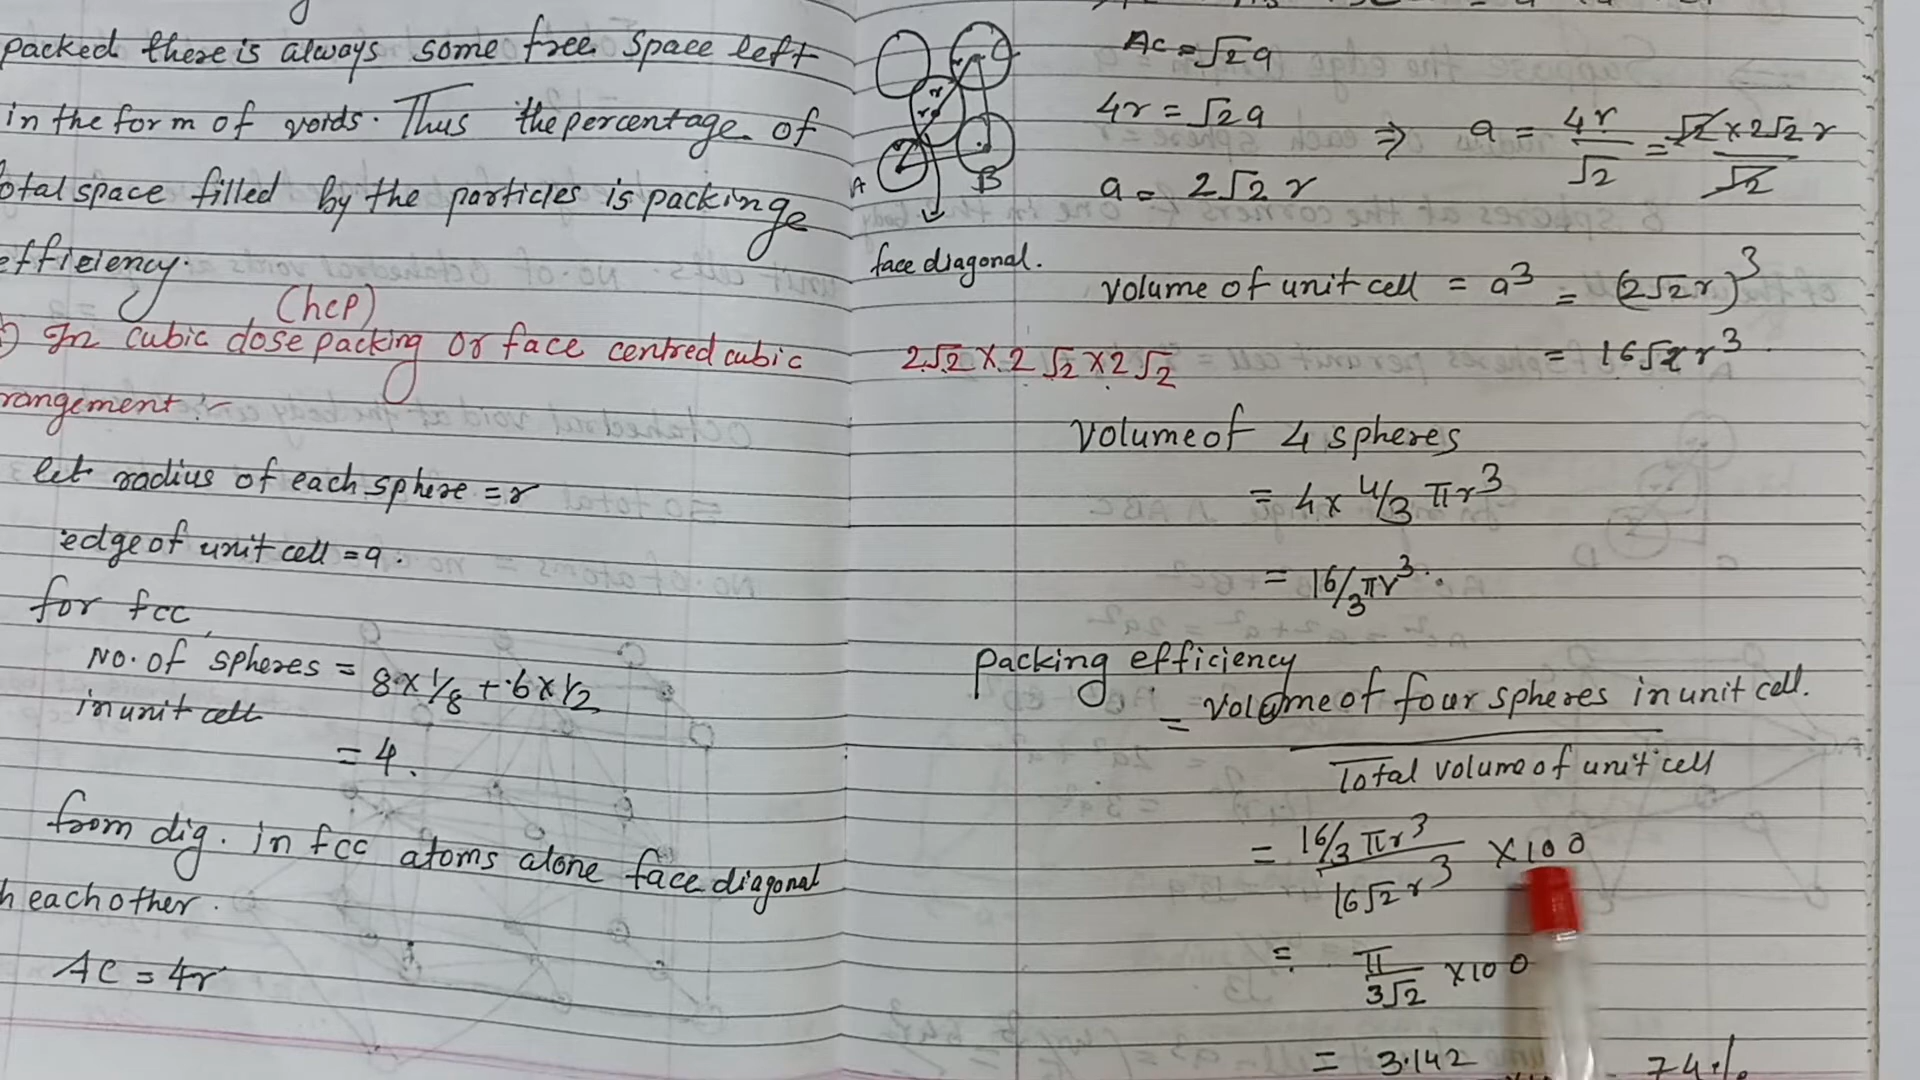 packed there is always some free space left
in the form of voids. Thus the percentage of
otal space filled by the particles is packinge
efficiency.
(hcp)
In cubic close packing or face centred cubic
rangement :-
let radius of each sphere = r
edge of unit cell = a.
for fcc,
No. of spheres = 8 x 1/8 + 6 x 1/2
in unit cell
= 4.
from dig. in fcc atoms alone face diagonal
h each other.
AC = 4r
A
B
C
r
r
face diagonal.
AC = √2a
4r = √2a ⇒ a = 4r/√2 = √2 x 2√2 r/√2
a = 2√2 r
volume of unit cell = a³ = (2√2r)³
2√2 x 2√2 x 2√2
= 16√2 r³
Volume of 4 spheres
= 4 x 4/3 πr³
= 16/3 πr³.
packing efficiency
= volume of four spheres in unit cell.
Total volume of unit cell
= 16/3 πr³ / 16√2 r³ x 100
= π/3√2 x 100
= 3.142
74%